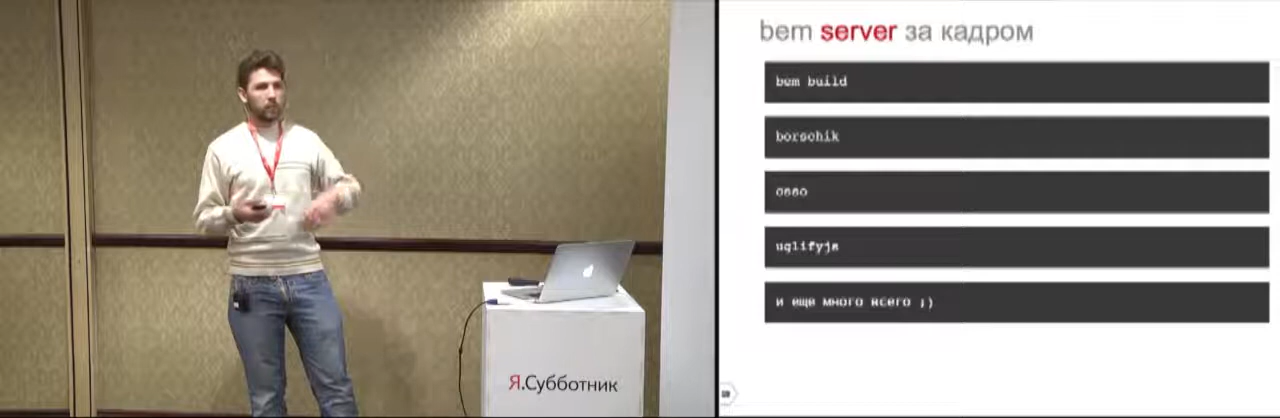 Я.Субботник
bem server за кадром
bem build
borschik
csso
uglifyjs
и еще много всего ;)